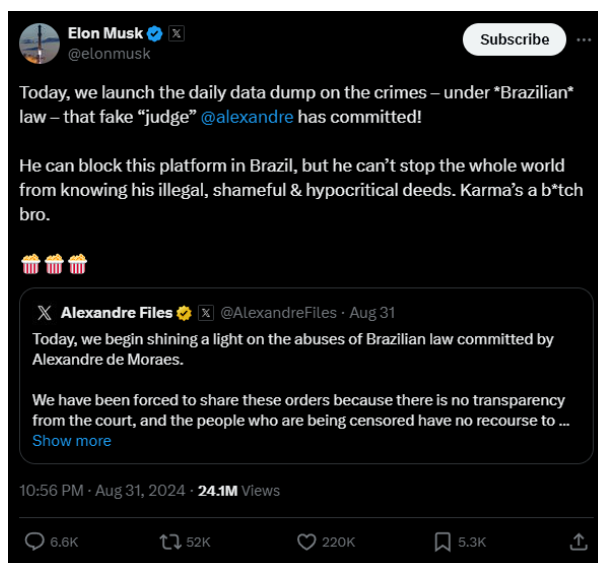 Elon Musk
Subscribe
@elonmusk
Today, we launch the daily data dump on the crimes – under *Brazilian*
law – that fake “judge” @alexandre has committed!
He can block this platform in Brazil, but he can’t stop the whole world
from knowing his illegal, shameful & hypocritical deeds. Karma’s a b*tch
bro.
Alexandre Files @AlexandreFiles · Aug 31
Today, we begin shining a light on the abuses of Brazilian law committed by
Alexandre de Moraes.
We have been forced to share these orders because there is no transparency
from the court, and the people who are being censored have no recourse to ...
Show more
10:56 PM · Aug 31, 2024 · 24.1M Views
6.6K 52K 220K 5.3K